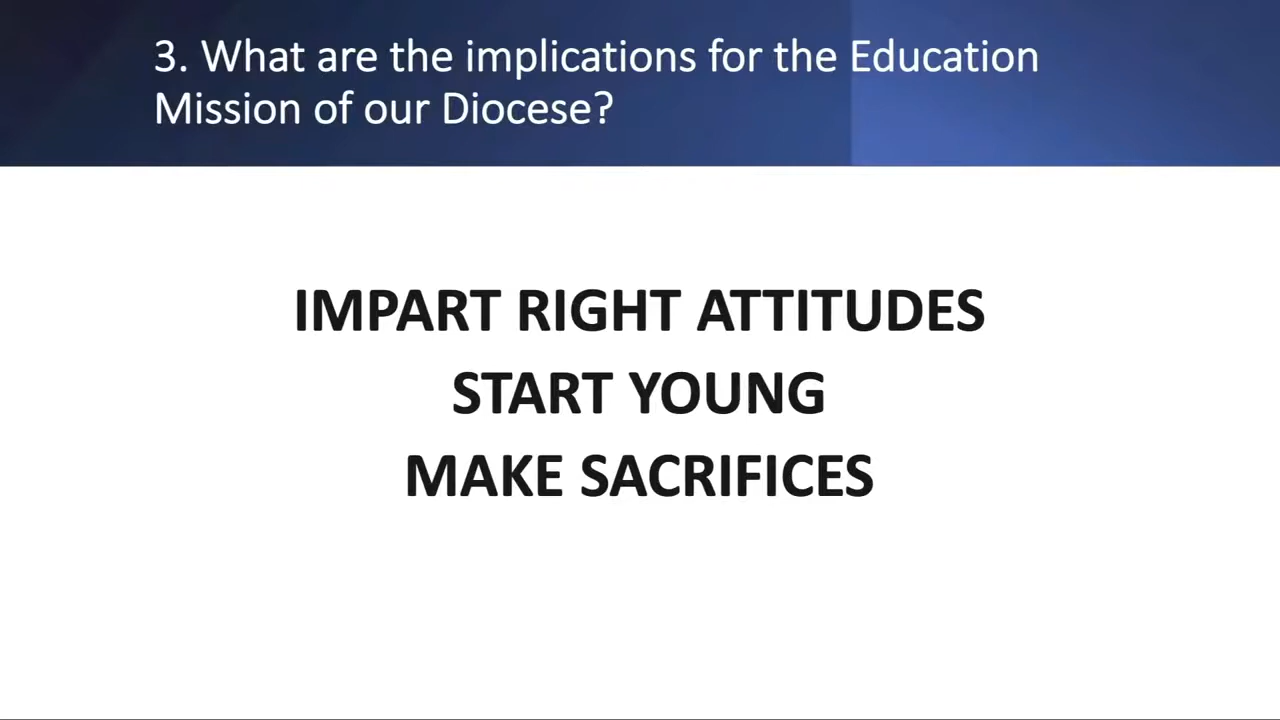 3. What are the implications for the Education
Mission of our Diocese?
IMPART RIGHT ATTITUDES
START YOUNG
MAKE SACRIFICES